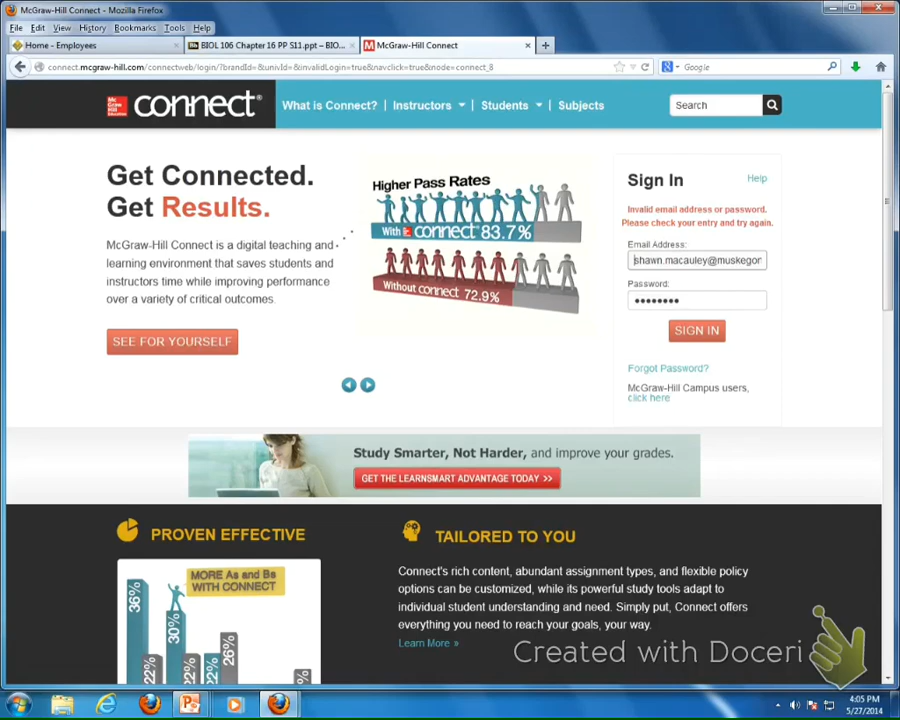 McGraw-Hill Connect - Mozilla Firefox
File Edit View History Bookmarks Tools Help
Home - Employees
BIOL 106 Chapter 16 PP S11.ppt – BIO...
McGraw-Hill Connect
connect.mcgraw-hill.com/connectweb/login/?brandId=&univId=&invalidLogin=true&navclick=true&node=connect_8
Google
Mc Graw Hill Education connect®
What is Connect?
Instructors
Students
Subjects
Search
Get Connected.
Get Results.
McGraw-Hill Connect is a digital teaching and
learning environment that saves students and
instructors time while improving performance
over a variety of critical outcomes.
SEE FOR YOURSELF
Higher Pass Rates
With connect 83.7%
Without connect 72.9%
Sign In
Help
Invalid email address or password.
Please check your entry and try again.
Email Address:
shawn.macauley@muskegon
Password:
SIGN IN
Forgot Password?
McGraw-Hill Campus users,
click here
Study Smarter, Not Harder, and improve your grades.
GET THE LEARNSMART ADVANTAGE TODAY >>
PROVEN EFFECTIVE
MORE As and Bs
WITH CONNECT
36%
22%
30%
22%
22%
26%
%
TAILORED TO YOU
Connect's rich content, abundant assignment types, and flexible policy
options can be customized, while its powerful study tools adapt to
individual student understanding and need. Simply put, Connect offers
everything you need to reach your goals, your way.
Learn More »
Created with Doceri
4:05 PM
5/27/2014